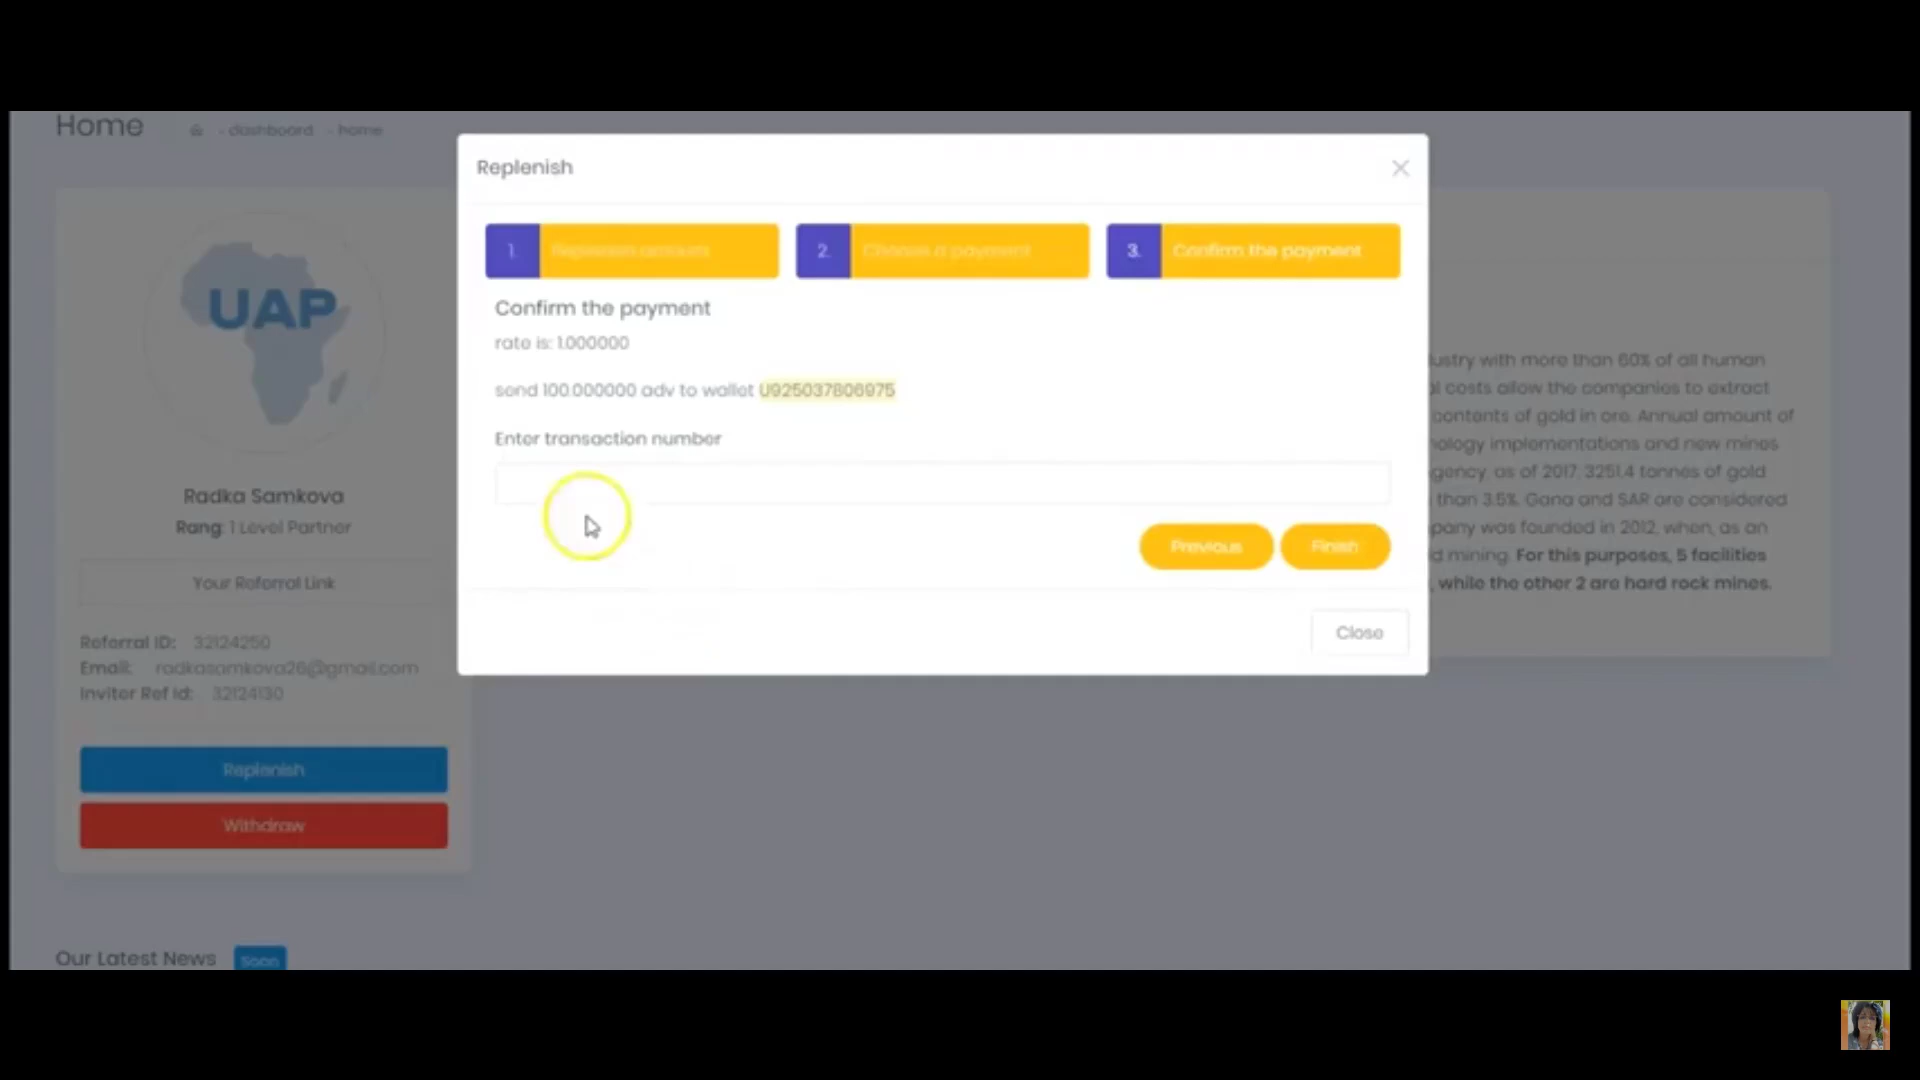 Home - dashboard - home
Replenish
1. Replenish amount
2. Choose a payment
3. Confirm the payment
Confirm the payment
rate is: 1.000000
send 100.000000 adv to wallet U925037806975
Enter transaction number
Previous
Finish
Close
UAP
Radka Samkova
Rang: 1 Level Partner
Your Referral Link
Referral ID: 32124250
Email: radkasamkova26@gmail.com
Inviter Ref Id: 32124130
Replenish
Withdraw
with more than 60% of all human
costs allow the companies to extract
contents of gold in ore. Annual amount of
implementations and new mines
as of 2017, 3251.4 tonnes of gold
than 3.5%. Gana and SAR are considered
was founded in 2012, when, as an
mining. For this purposes, 5 facilities
, while the other 2 are hard rock mines.
Our Latest News Soon